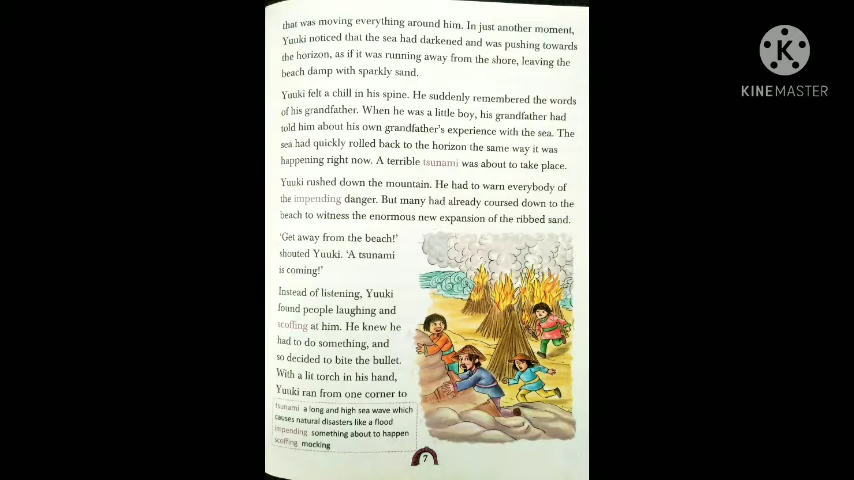 that was moving everything around him. In just another moment,
Yuuki noticed that the sea had darkened and was pushing towards
the horizon, as if it was running away from the shore, leaving the
beach damp with sparkly sand.
Yuuki felt a chill in his spine. He suddenly remembered the words
of his grandfather. When he was a little boy, his grandfather had
told him about his own grandfather's experience with the sea. The
sea had quickly rolled back to the horizon the same way it was
happening right now. A terrible tsunami was about to take place.
Yuuki rushed down the mountain. He had to warn everybody of
the impending danger. But many had already coursed down to the
beach to witness the enormous new expansion of the ribbed sand.
'Get away from the beach!'
shouted Yuuki. 'A tsunami
is coming!'
Instead of listening, Yuuki
found people laughing and
scoffing at him. He knew he
had to do something, and
so decided to bite the bullet.
With a lit torch in his hand,
Yuuki ran from one corner to
tsunami a long and high sea wave which
causes natural disasters like a flood
impending something about to happen
scoffing mocking
7
K
KINEMASTER